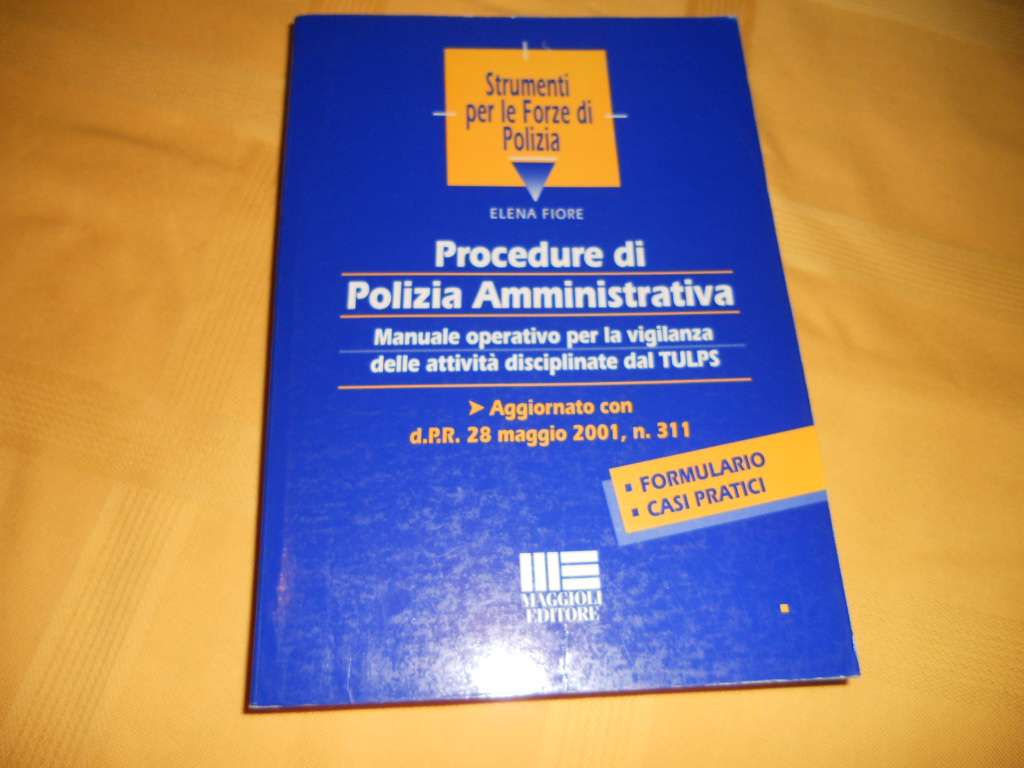 Strumenti
per le Forze di
Polizia
ELENA FIORE
Procedure di
Polizia Amministrativa
Manuale operativo per la vigilanza
delle attività disciplinate dal TULPS
➤ Aggiornato con
d.P.R. 28 maggio 2001, n. 311
▪ FORMULARIO
▪ CASI PRATICI
MAGGIOLI
EDITORE